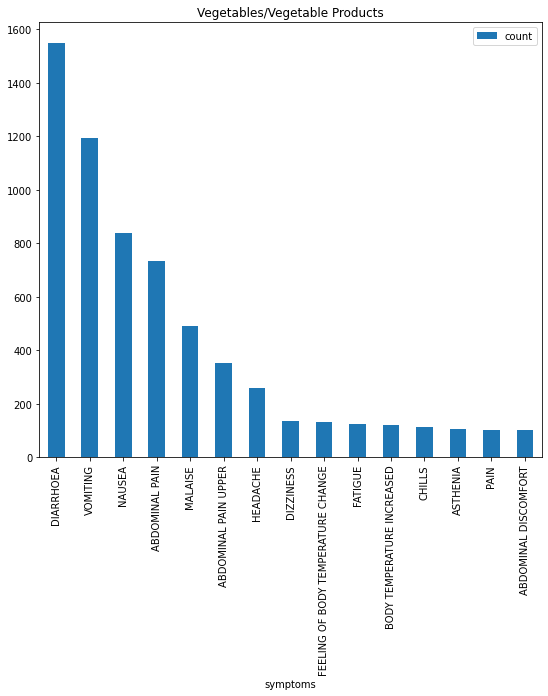 Vegetables/Vegetable Products
count
1600
1400
1200
1000
800
600
400
200
0
DIARRHOEA
VOMITING
NAUSEA
ABDOMINAL PAIN
MALAISE
ABDOMINAL PAIN UPPER
HEADACHE
DIZZINESS
FEELING OF BODY TEMPERATURE CHANGE
FATIGUE
BODY TEMPERATURE INCREASED
CHILLS
ASTHENIA
PAIN
ABDOMINAL DISCOMFORT
symptoms